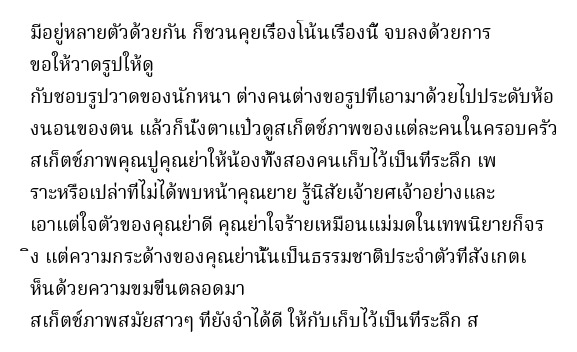 มีอยู่หลายตัวด้วยกัน ก็ชวนคุยเรื่องโน้นเรื่องนี้ จบลงด้วยการ
ขอให้วาดรูปให้ดู
กับชอบรูปวาดของนักหนา ต่างคนต่างขอรูปที่เอามาด้วยไปประดับห้อ
งนอนของตน แล้วก็นั่งตาแป๋วดูสเก็ตช์ภาพของแต่ละคนในครอบครัว
สเก็ตช์ภาพคุณปู่คุณย่าให้น้องทั้งสองคนเก็บไว้เป็นที่ระลึก เพ
ราะหรือเปล่าที่ไม่ได้พบหน้าคุณยาย รู้นิสัยเจ้ายศเจ้าอย่างและ
เอาแต่ใจตัวของคุณย่าดี คุณย่าใจร้ายเหมือนแม่มดในเทพนิยายก็จร
ิง แต่ความกระด้างของคุณย่านั้นเป็นธรรมชาติประจำตัวที่สังเกตเ
ห็นด้วยความขมขื่นตลอดมา
สเก็ตช์ภาพสมัยสาวๆ ที่ยังจำได้ดี ให้กับเก็บไว้เป็นที่ระลึก ส